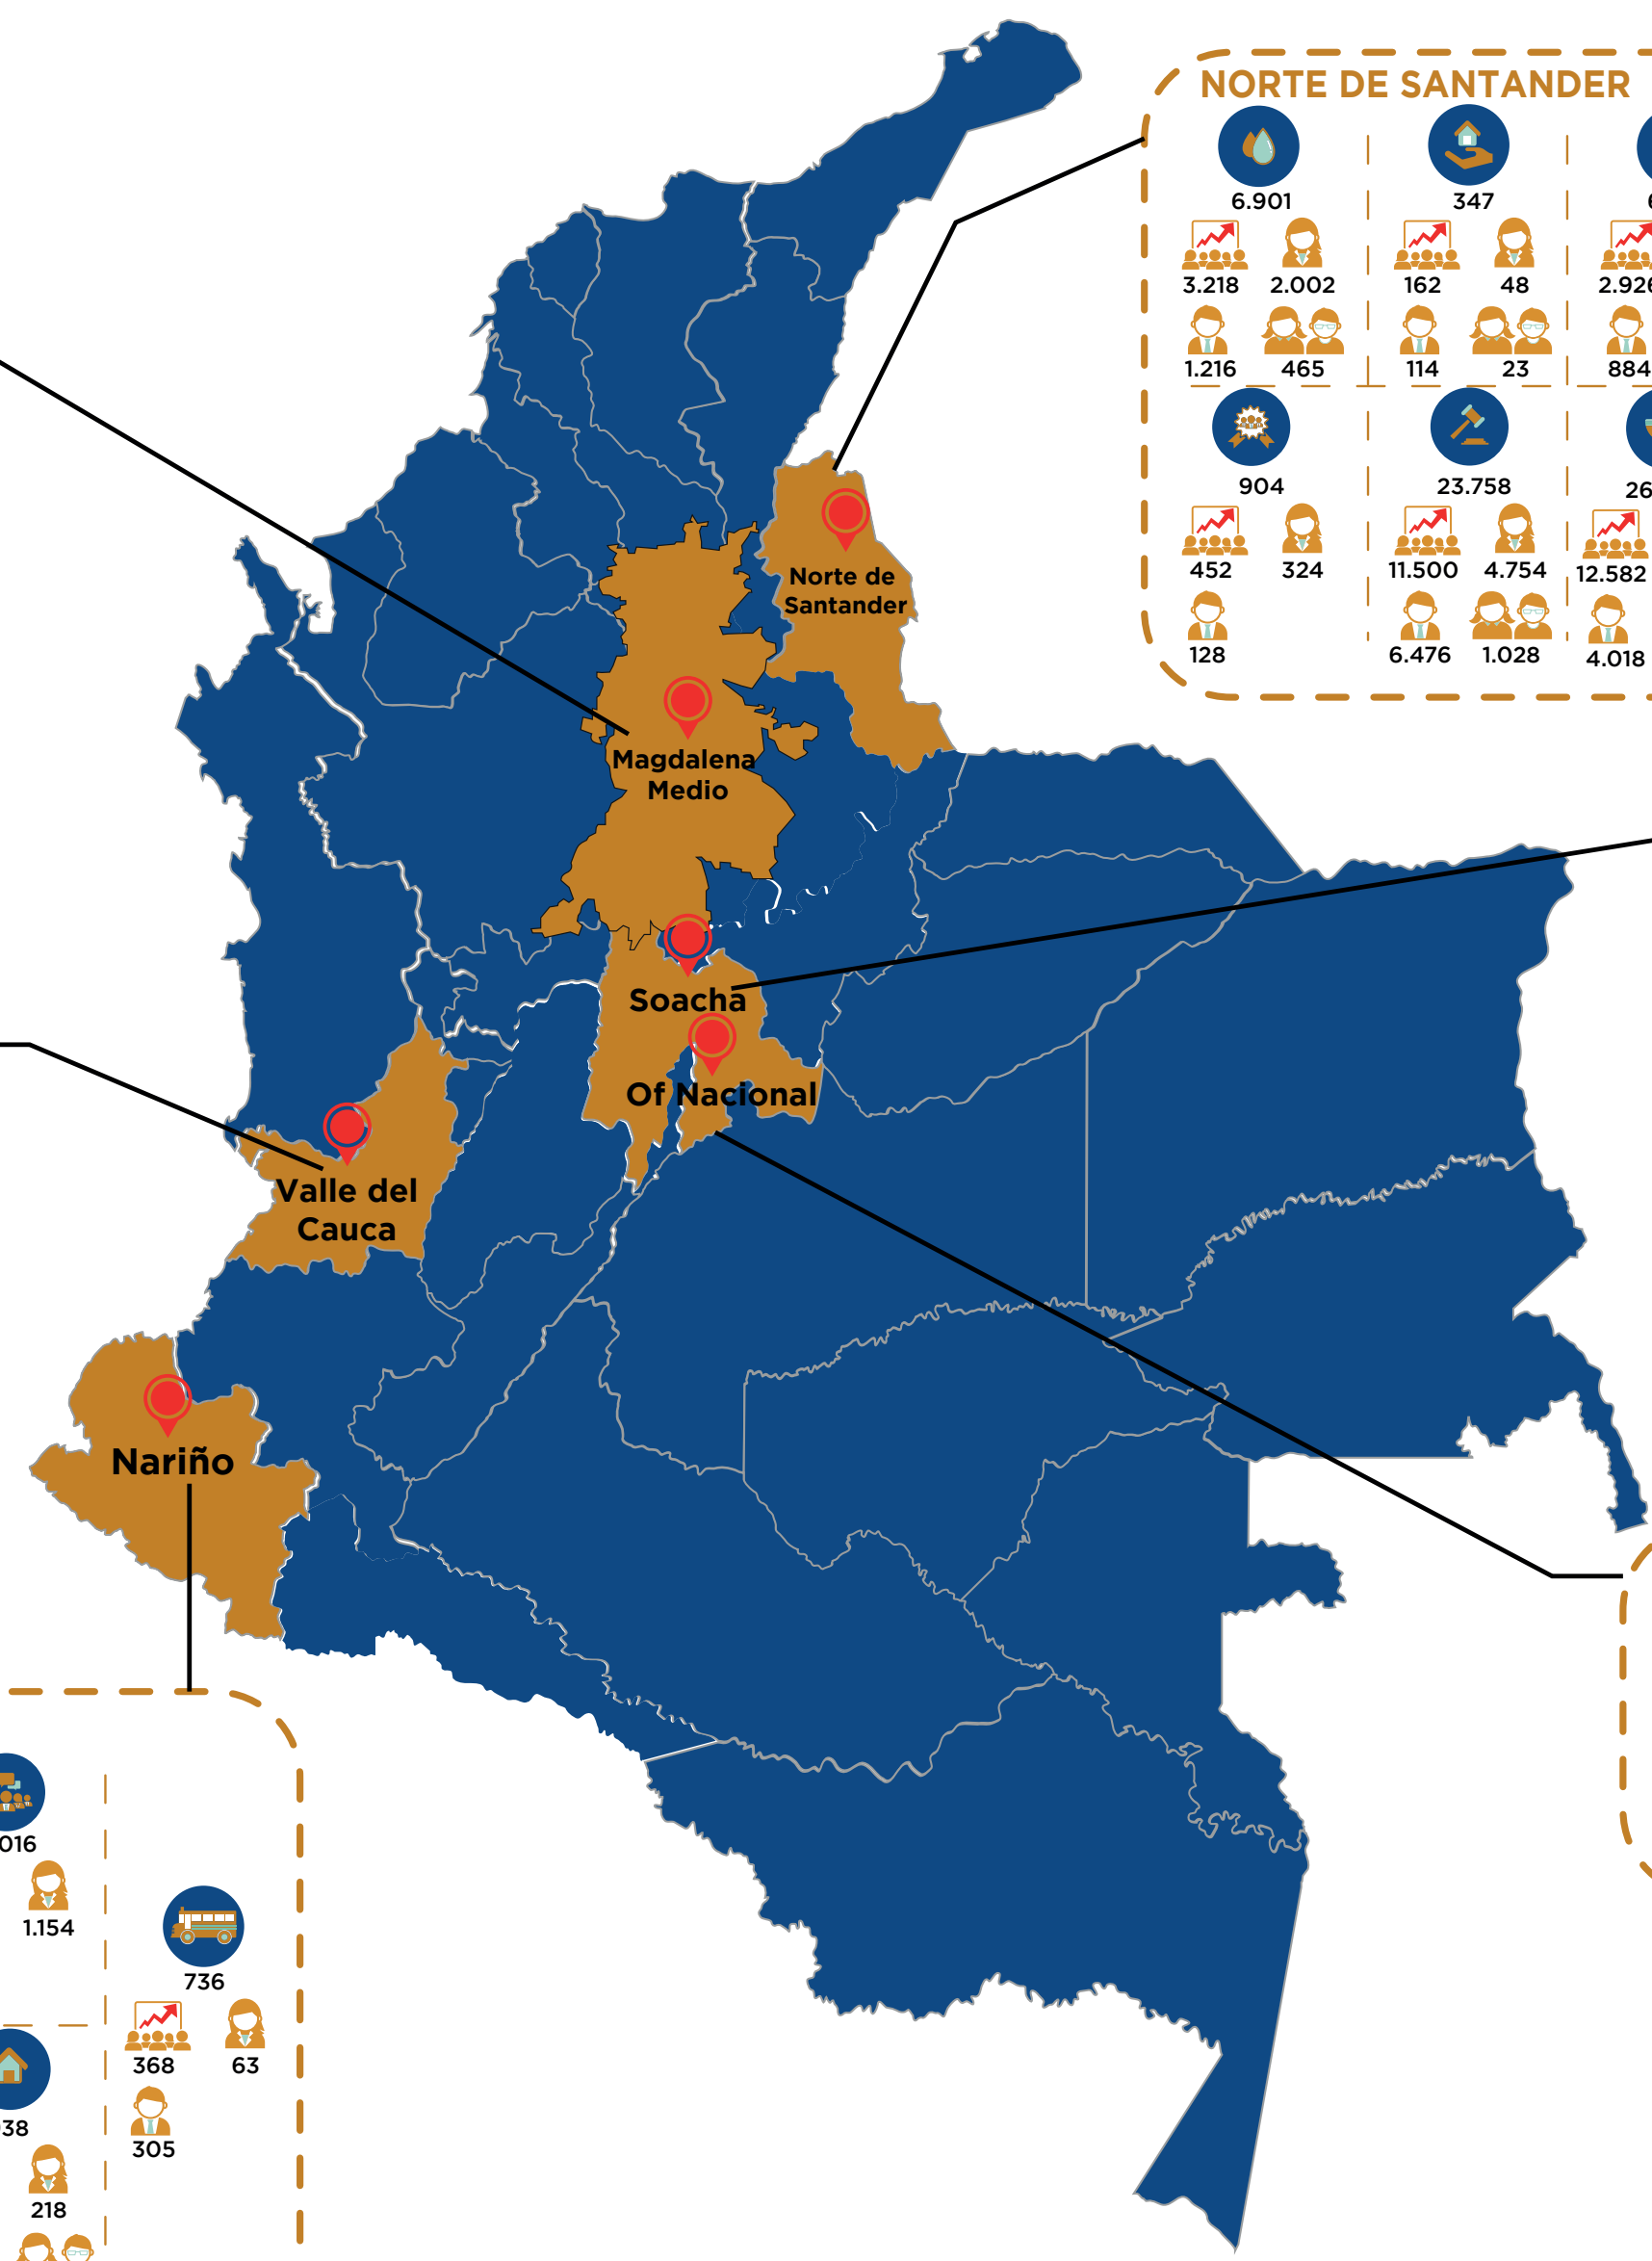 NORTE DE SANTANDER
6.901
347
3.218
2.002
162
48
2.926
1.216
465
114
23
884
904
23.758
452
324
11.500
4.754
12.582
128
6.476
1.028
4.018
Norte de
Santander
Magdalena
Medio
Soacha
Of Nacional
Valle del
Cauca
Nariño
1.154
736
368
63
305
218